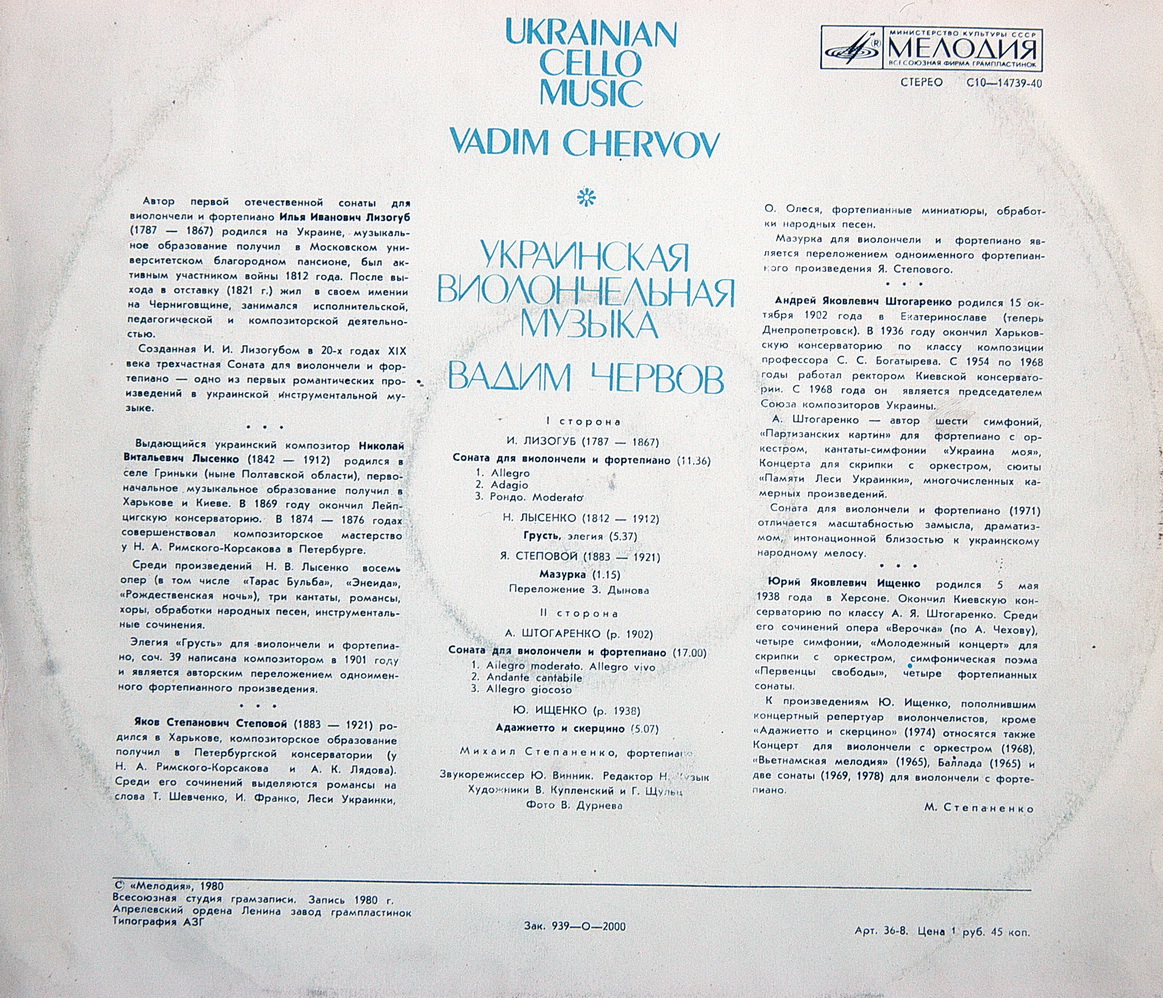 UKRAINIAN
CELLO
MUSIC
VADIM CHERVOV
МИНИСТЕРСТВО КУЛЬТУРЫ СССР
МЕЛОДИЯ
ВСЕСОЮЗНАЯ ФИРМА ГРАМПЛАСТИНОК
СТЕРЕО С10—14739-40
Автор первой отечественной сонаты для
виолончели и фортепиано Илья Иванович Лизогуб
(1787 — 1867) родился на Украине, музыкаль-
ное образование получил в Московском уни-
верситетском благородном пансионе, был ак-
тивным участником войны 1812 года. После вы-
хода в отставку (1821 г.) жил в своем имении
на Черниговщине, занимался исполнительской,
педагогической и композиторской деятельно-
стью.
Созданная И. И. Лизогубом в 20-х годах XIX
века трехчастная Соната для виолончели и фор-
тепиано — одно из первых романтических про-
изведений в украинской инструментальной му-
зыке.
• • •
Выдающийся украинский композитор Николай
Витальевич Лысенко (1842 — 1912) родился в
селе Гриньки (ныне Полтавской области), перво-
начальное музыкальное образование получил в
Харькове и Киеве. В 1869 году окончил Лейп-
цигскую консерваторию. В 1874 — 1876 годах
совершенствовал композиторское мастерство
у Н. А. Римского-Корсакова в Петербурге.
Среди произведений Н. В. Лысенко восемь
опер (в том числе «Тарас Бульба», «Энеида»,
«Рождественская ночь»), три кантаты, романсы,
хоры, обработки народных песен, инструменталь-
ные сочинения.
Элегия «Грусть» для виолончели и фортепиа-
но, соч. 39 написана композитором в 1901 году
и является авторским переложением одноимен-
ного фортепианного произведения.
• • •
Яков Степанович Степовой (1883 — 1921) ро-
дился в Харькове, композиторское образование
получил в Петербургской консерватории (у
Н. А. Римского-Корсакова и А. К. Лядова).
Среди его сочинений выделяются романсы на
слова Т. Шевченко, И. Франко, Леси Украинки,
УКРАИНСКАЯ
ВИОЛОНЧЕЛЬНАЯ
МУЗЫКА
ВАДИМ ЧЕРВОВ
I сторона
И. ЛИЗОГУБ (1787 — 1867)
Соната для виолончели и фортепиано (11.36)
1. Allegro
2. Adagio
3. Рондо. Moderato
Н. ЛЫСЕНКО (1812 — 1912)
Грусть, элегия (5.37)
Я. СТЕПОВОЙ (1883 — 1921)
Мазурка (1.15)
Переложение З. Дынова
II сторона
А. ШТОГАРЕНКО (р. 1902)
Соната для виолончели и фортепиано (17.00)
1. Allegro moderato. Allegro vivo
2. Andante cantabile
3. Allegro giocoso
Ю. ИЩЕНКО (р. 1938)
Адажиетто и скерцино (5.07)
Михаил Степаненко, фортепиано
Звукорежиссер Ю. Винник. Редактор Н.
Художники В. Купленский и Г.
Фото В. Дурнева
О. Олеся, фортепианные миниатюры, обработ-
ки народных песен.
Мазурка для виолончели и фортепиано яв-
ляется переложением одноименного фортепиан-
ного произведения Я. Степового.
• • •
Андрей Яковлевич Штогаренко родился 15 ок-
тября 1902 года в Екатеринославе (теперь
Днепропетровск). В 1936 году окончил Харьков-
скую консерваторию по классу композиции
профессора С. С. Богатырева. С 1954 по 1968
годы работал ректором Киевской консервато-
рии. С 1968 года он является председателем
Союза композиторов Украины.
А. Штогаренко — автор шести симфоний,
«Партизанских картин» для фортепиано с ор-
кестром, кантаты-симфонии «Украина моя»,
Концерта для скрипки с оркестром, сюиты
«Памяти Леси Украинки», многочисленных ка-
мерных произведений.
Соната для виолончели и фортепиано (1971)
отличается масштабностью замысла, драматиз-
мом, интонационной близостью к украинскому
народному мелосу.
• • •
Юрий Яковлевич Ищенко родился 5 мая
1938 года в Херсоне. Окончил Киевскую кон-
серваторию по классу А. Я. Штогаренко. Среди
его сочинений опера «Верочка» (по А. Чехову),
четыре симфонии, «Молодежный концерт» для
скрипки с оркестром, симфоническая поэма
«Первенцы свободы», четыре фортепианных
сонаты.
К произведениям Ю. Ищенко, пополнившим
концертный репертуар виолончелистов, кроме
«Адажиетто и скерцино» (1974) относятся также
Концерт для виолончели с оркестром (1968),
«Вьетнамская мелодия» (1965), Баллада (1965) и
две сонаты (1969, 1978) для виолончели с форте-
пиано.
М. Степаненко
© «Мелодия», 1980
Всесоюзная студия грамзаписи. Запись 1980 г.
Апрелевский ордена Ленина завод грампластинок
Типография АЗГ
Зак. 939—О—2000
Арт. 36-8. Цена 1 руб. 45 коп.